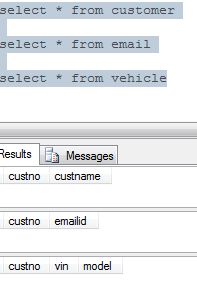 select * from customer
select * from email
select * from vehicle
Results Messages
custno custname
custno emailid
custno vin model